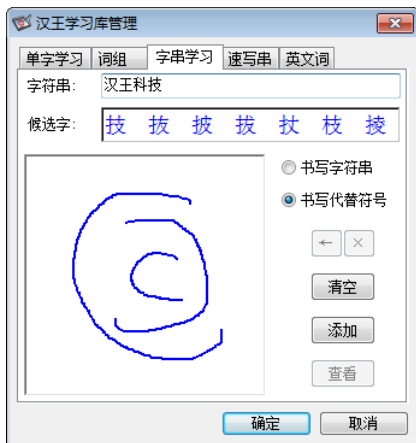 汉王学习库管理
单字学习 词组 字串学习 速写串 英文词
字符串: 汉王科技
候选字: 技 抜 披 拔 扙 枝 掕
书写字符串
书写代替符号
清空
添加
查看
确定 取消